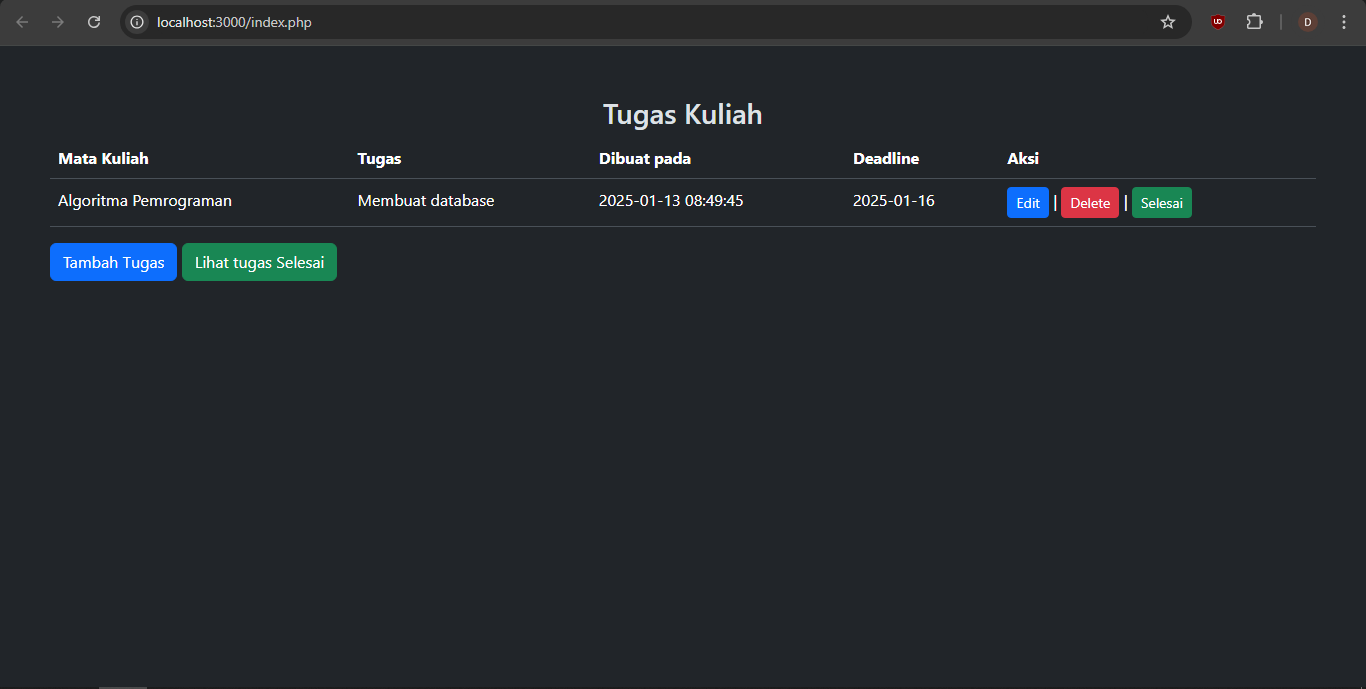 localhost:3000/index.php
D
Tugas Kuliah
Mata Kuliah Tugas Dibuat pada Deadline Aksi
Algoritma Pemrograman Membuat database 2025-01-13 08:49:45 2025-01-16 Edit | Delete | Selesai
Tambah Tugas Lihat tugas Selesai